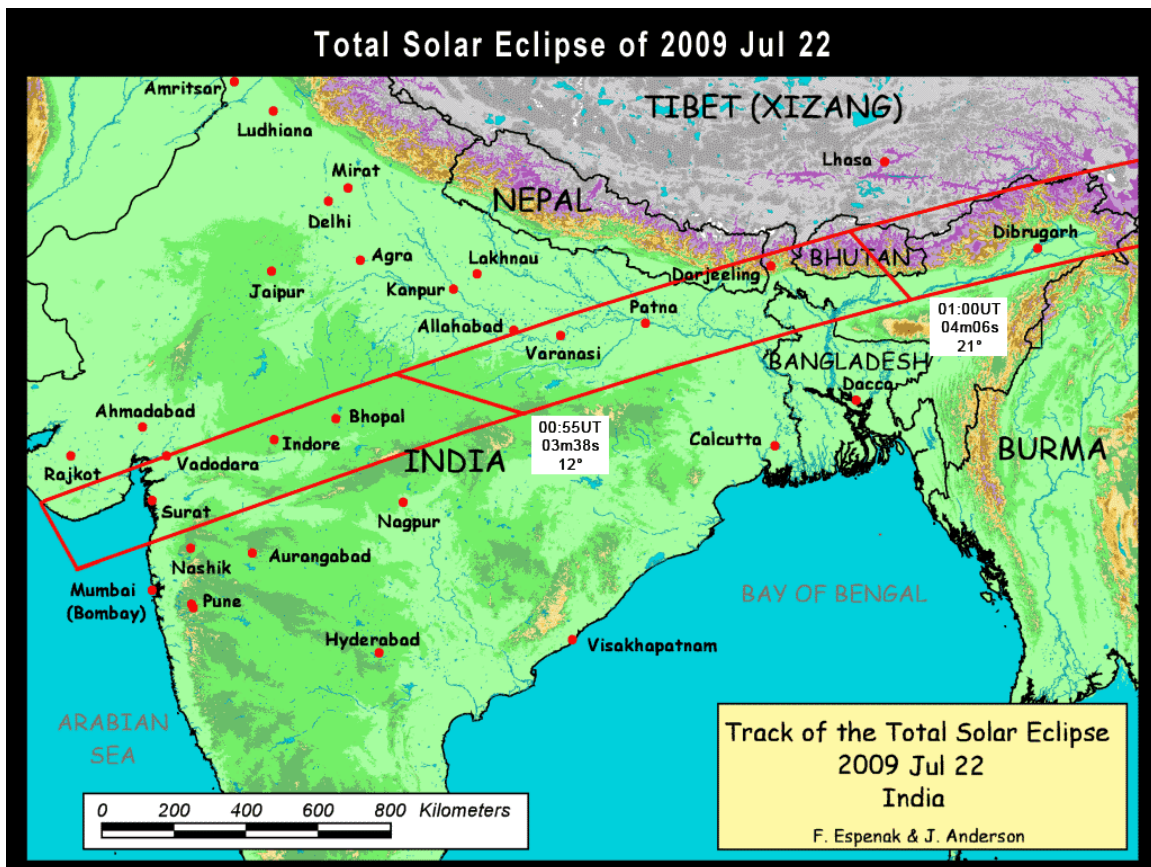 Total Solar Eclipse of 2009 Jul 22
Amritsar
Ludhiana
TIBET (XIZANG)
Lhasa
Mirat
NEPAL
Delhi
Dibrugarh
Agra
Lakhnau
BHUTAN
Jaipur
Darjeeling
Kanpur
Patna
01:00UT
04m06s
21°
Allahabad
Varanasi
BANGLADESH
Dacca
Ahmadabad
Bhopal
00:55UT
03m38s
12°
Indore
Calcutta
Rajkot
Vadodara
INDIA
BURMA
Surat
Nagpur
Nashik
Aurangabad
Mumbai
(Bombay)
Pune
BAY OF BENGAL
Hyderabad
Visakhapatnam
ARABIAN
SEA
Track of the Total Solar Eclipse
2009 Jul 22
India
F. Espenak & J. Anderson
0 200 400 600 800 Kilometers